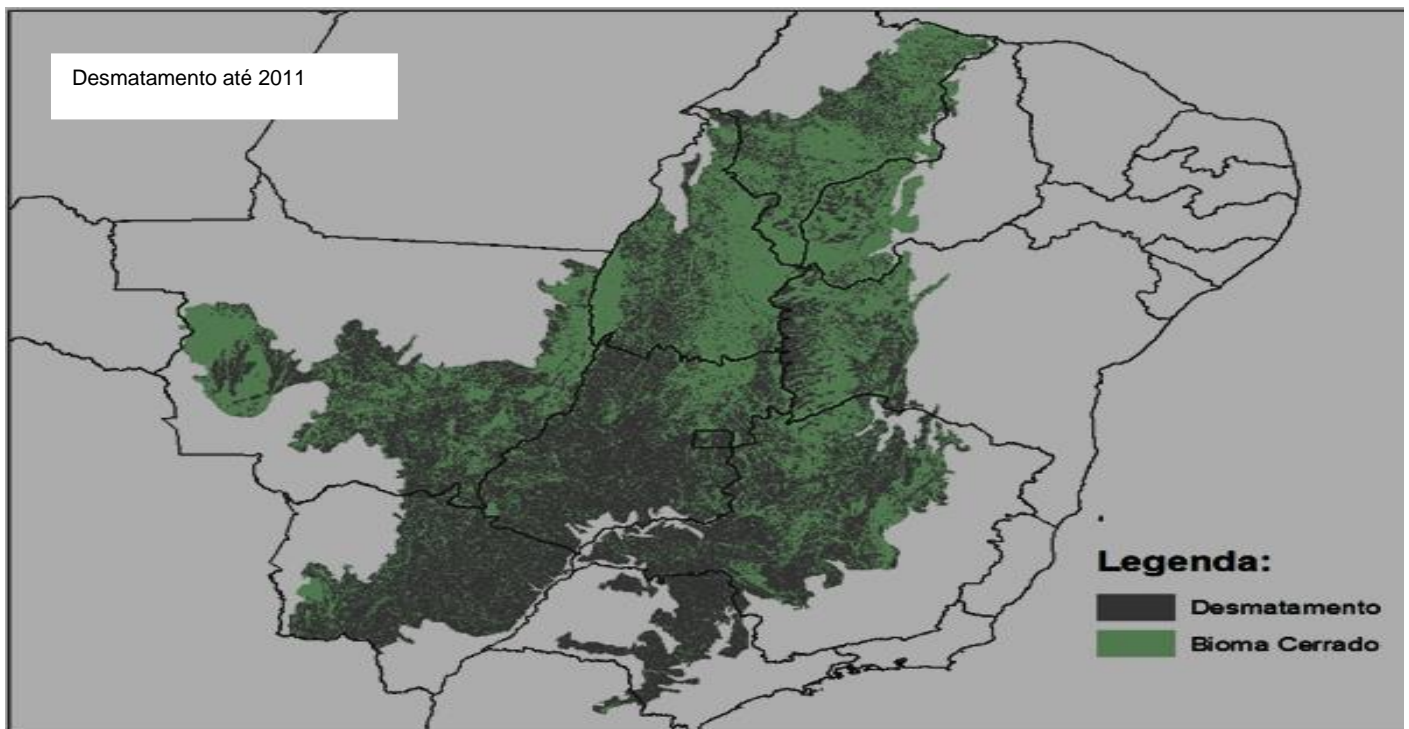 Desmatamento até 2011
Legenda:
Desmatamento
Bioma Cerrado